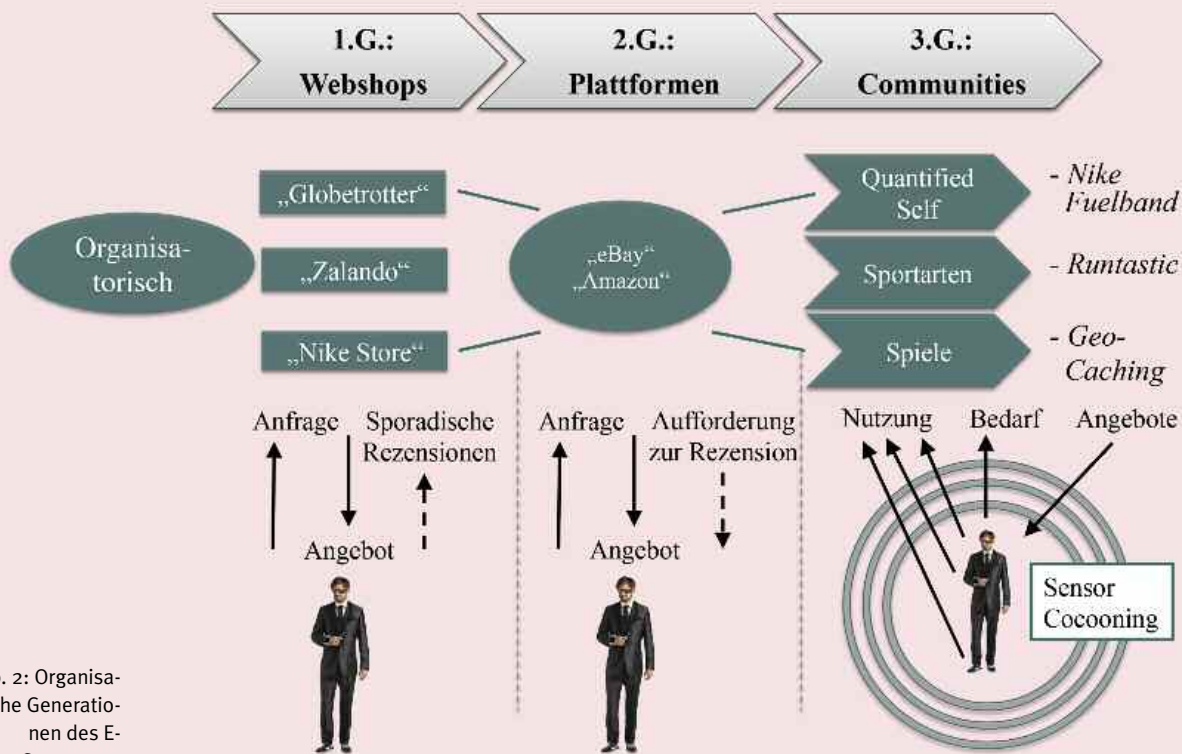 1.G.:
Webshops
2.G.:
Plattformen
3.G.:
Communities
Organisa-
torisch
„Globetrotter“
„Zalando“
„Nike Store“
„eBay“
„Amazon“
Quantified
Self
Sportarten
Spiele
- Nike
Fuelband
- Runtastic
- Geo-
Caching
Anfrage
Sporadische
Rezensionen
Angebot
Anfrage
Aufforderung
zur Rezension
Angebot
Nutzung
Bedarf
Angebote
Sensor
Cocooning
. 2: Organisa-
he Generatio-
nen des E-